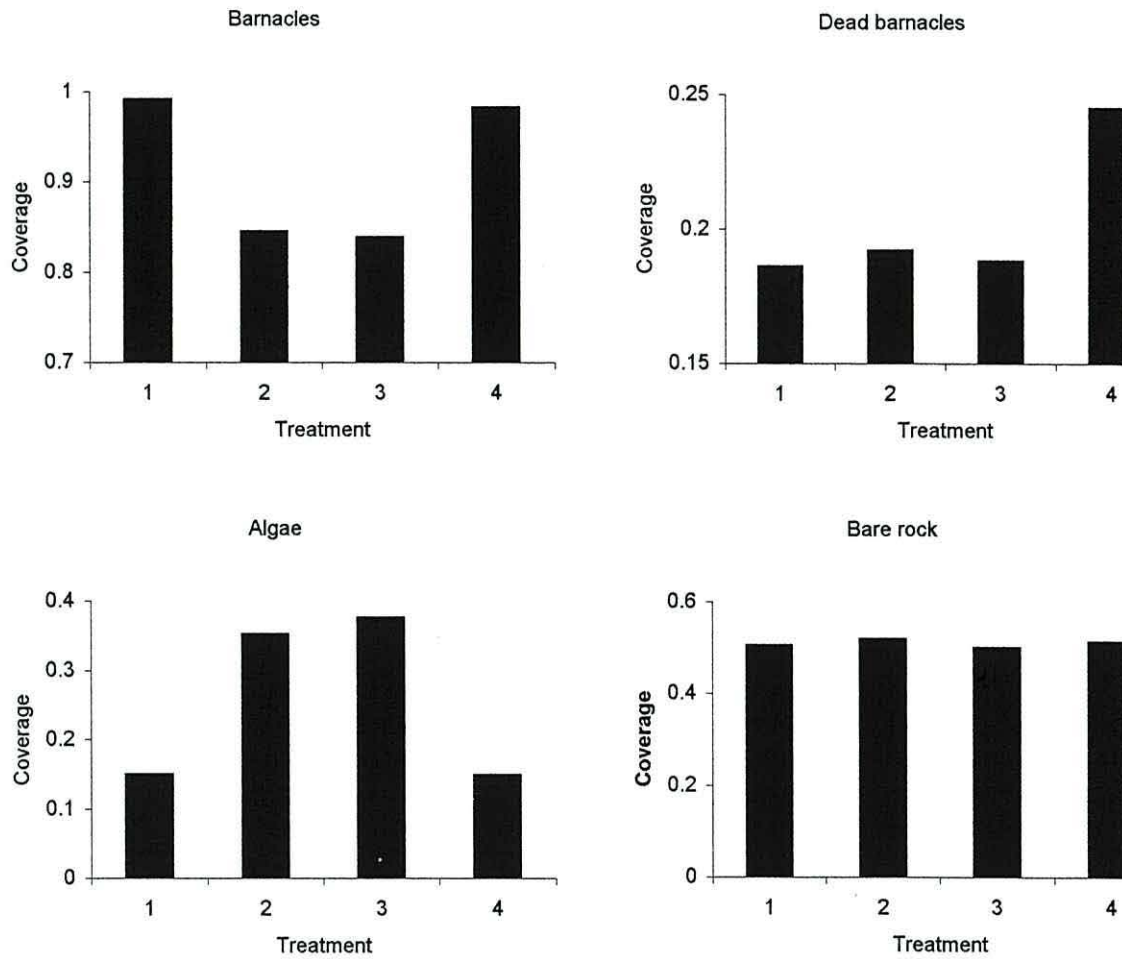 Barnacles
Coverage
1
0.9
0.8
0.7
1 2 3 4
Treatment
Dead barnacles
Coverage
0.25
0.2
0.15
1 2 3 4
Treatment
Algae
Coverage
0.4
0.3
0.2
0.1
0
1 2 3 4
Treatment
Bare rock
Coverage
0.6
0.4
0.2
0
1 2 3 4
Treatment